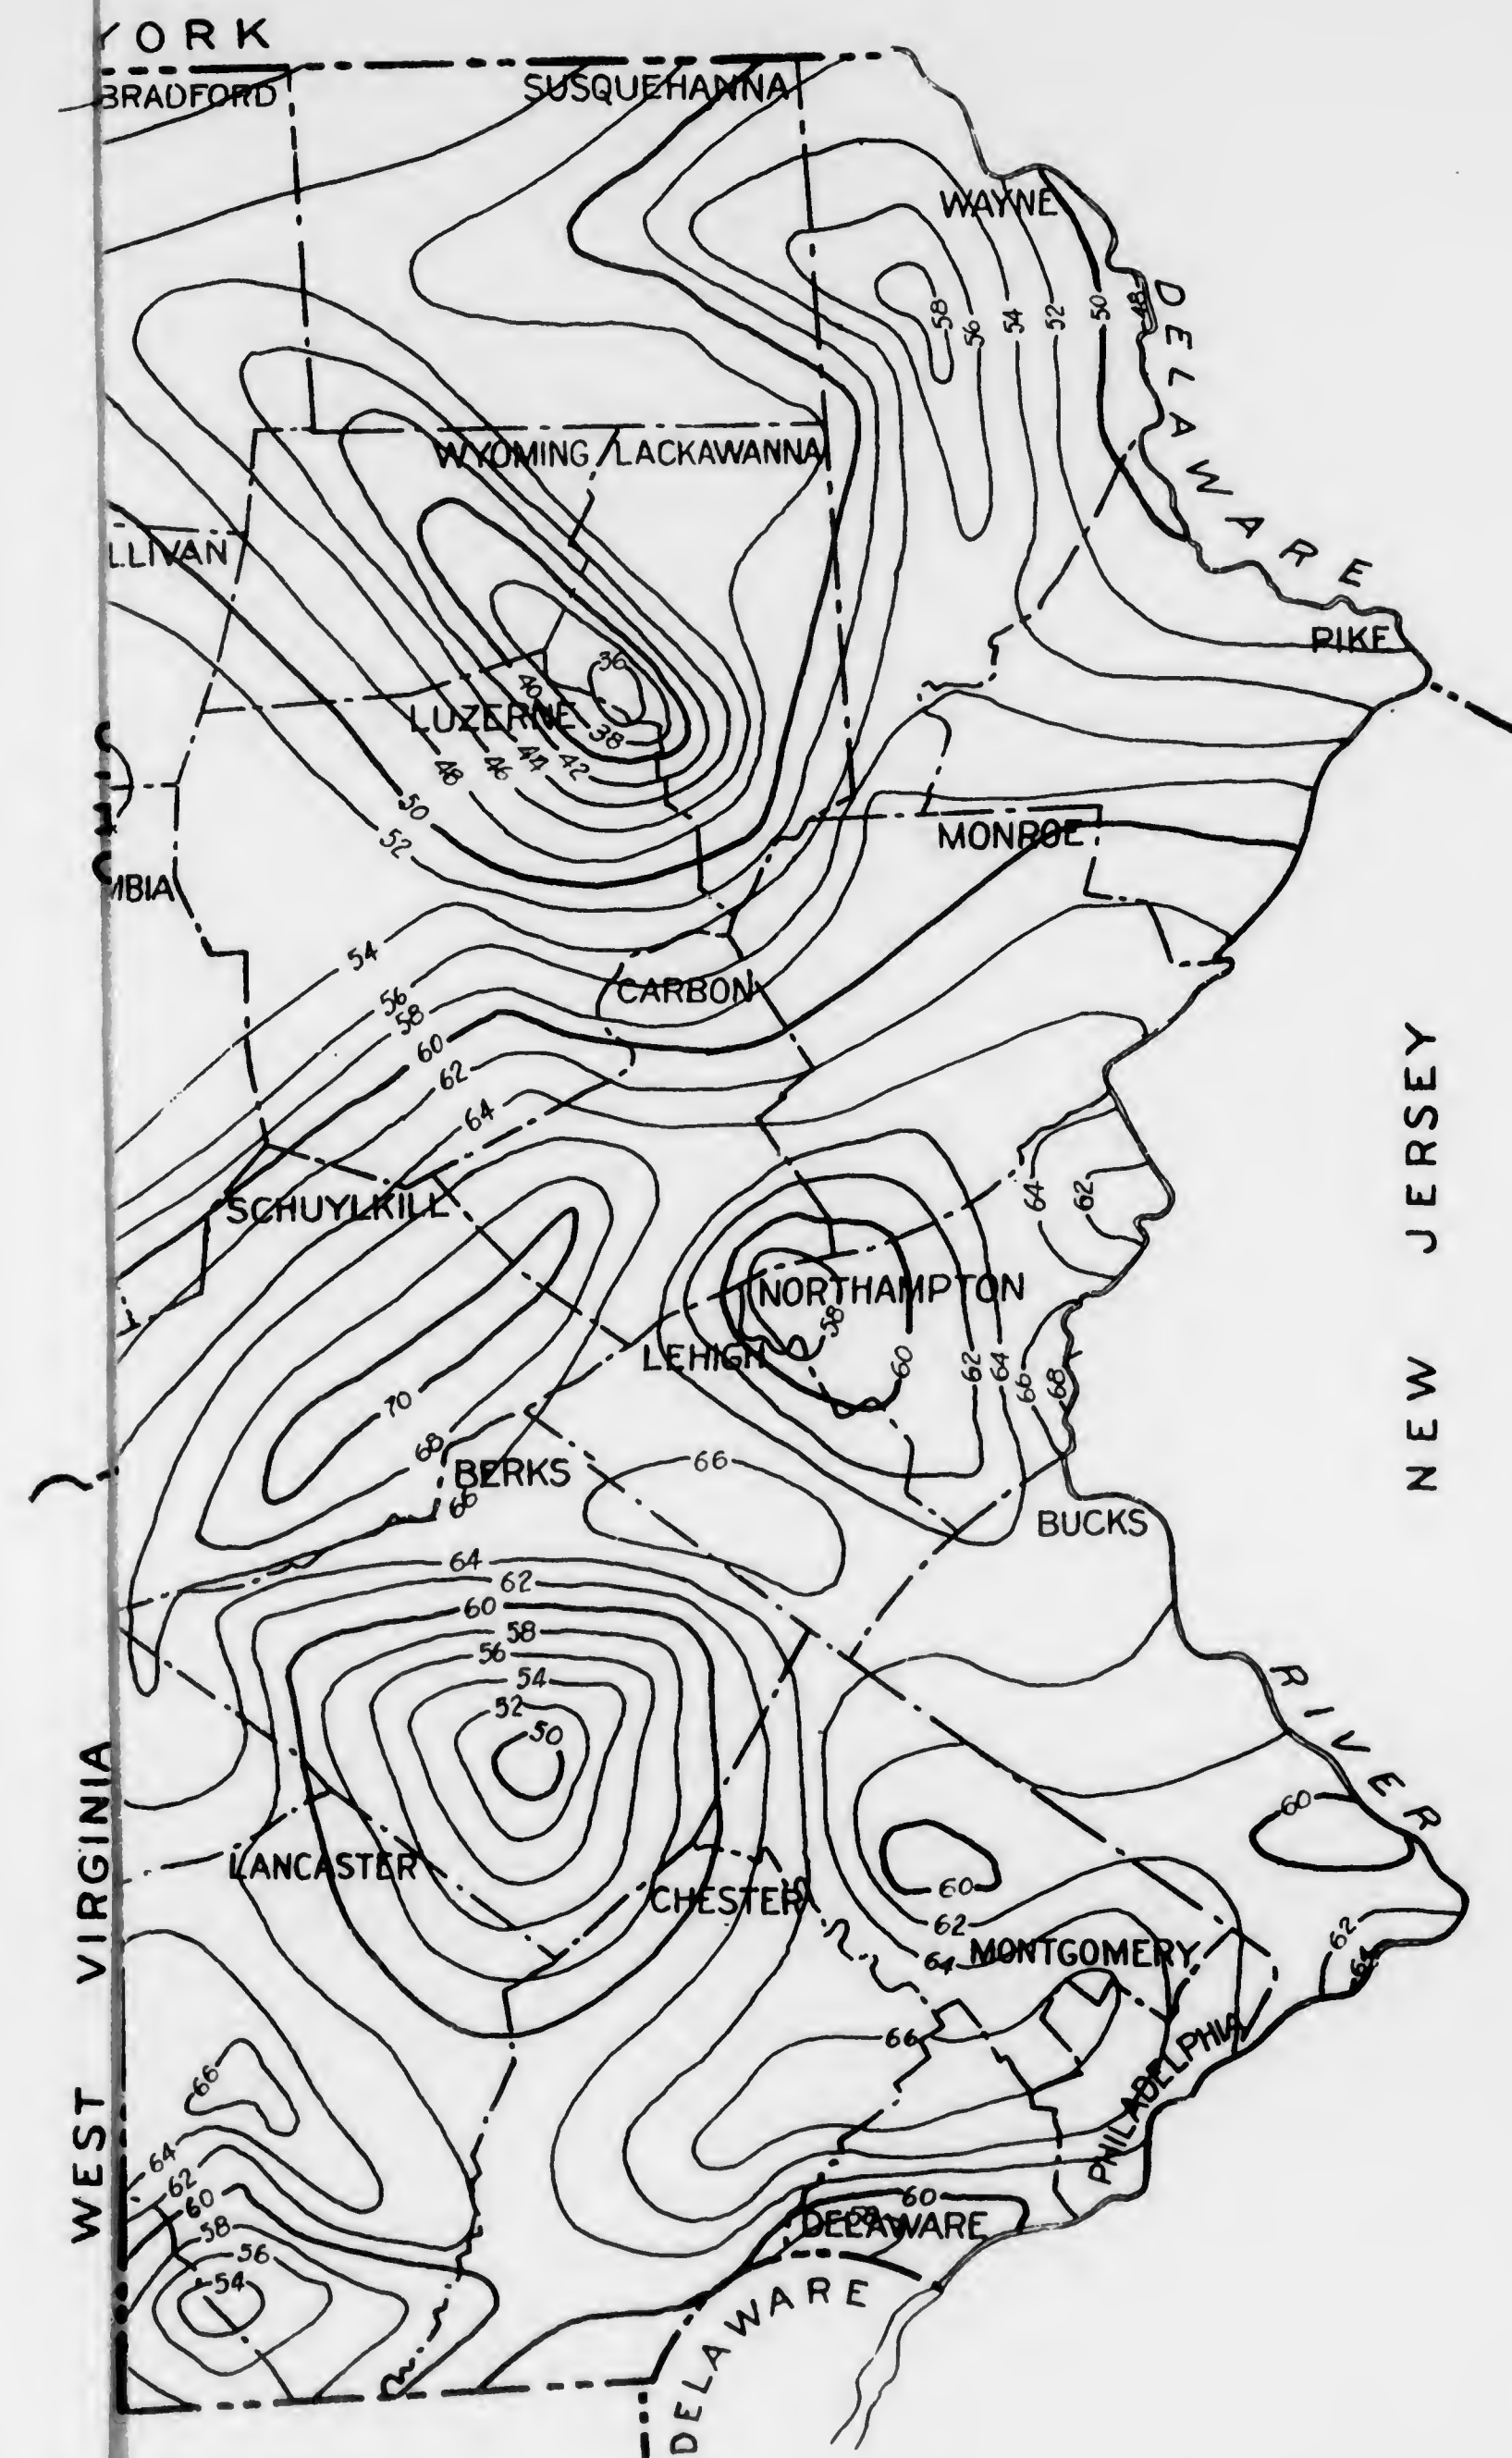 YORK
BRADFORD
SUSQUEHANNA
WAYNE
58
56
54
52
50
48
DELAWARE
WYOMING
LACKAWANNA
LLIVAN
PIKE
36
40
LUZERNE
38
48
46
44
42
50
52
MONROE
MBIA
54
56
CARBON
58
60
62
64
NEW JERSEY
64
62
SCHUYLKILL
NORTHAMPTON
58
LEHIGH
60
62
64
66
68
70
68
BERKS
66
66
BUCKS
64
62
60
58
56
54
52
50
RIVER
60
WEST VIRGINIA
LANCASTER
CHESTER
60
62
64
MONTGOMERY
62
64
66
PHILADELPHIA
66
64
62
60
58
56
54
60
58
DELAWARE
DELAWARE